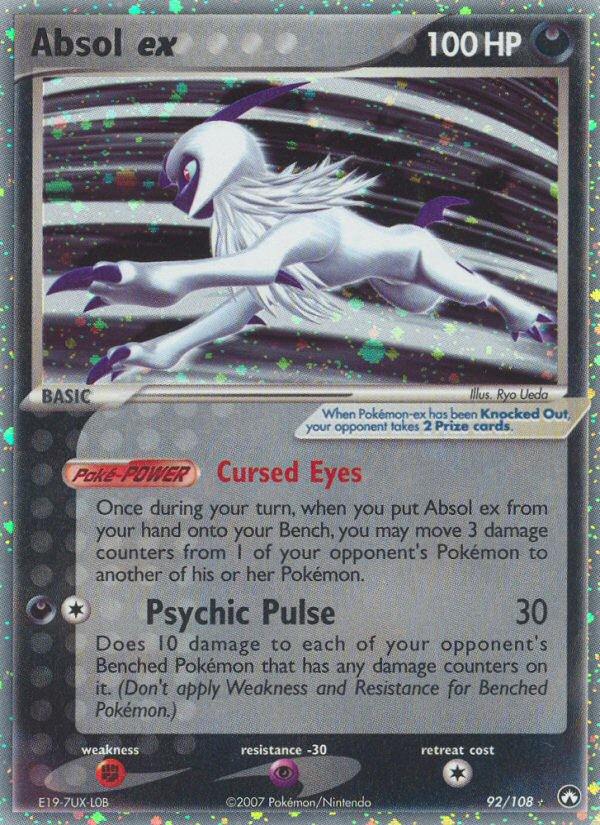 Absol ex 100 HP
BASIC
Illus. Ryo Ueda
When Pokémon-ex has been Knocked Out,
your opponent takes 2 Prize cards.
Poké-POWER Cursed Eyes
Once during your turn, when you put Absol ex from
your hand onto your Bench, you may move 3 damage
counters from 1 of your opponent's Pokémon to
another of his or her Pokémon.
Psychic Pulse 30
Does 10 damage to each of your opponent's
Benched Pokémon that has any damage counters on
it. (Don't apply Weakness and Resistance for Benched
Pokémon.)
weakness resistance -30 retreat cost
E19-7UX-L0B ©2007 Pokémon/Nintendo 92/108